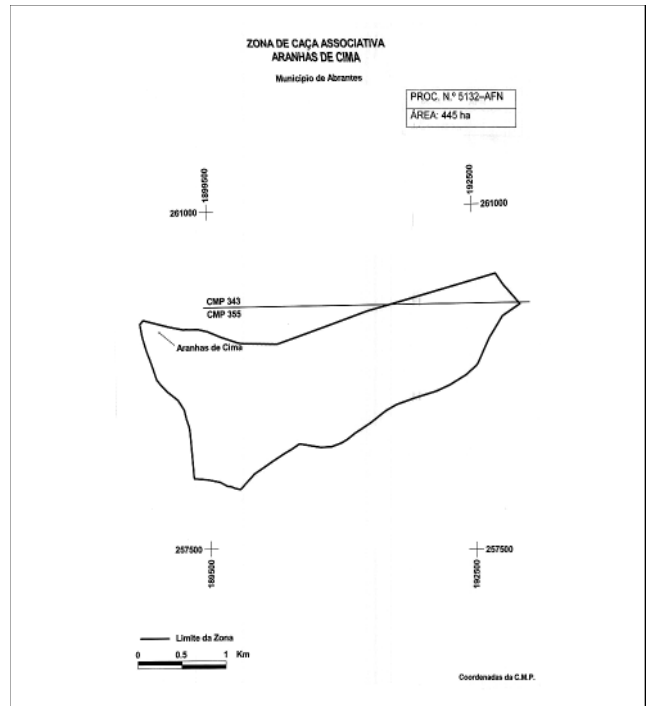 ZONA DE CAÇA ASSOCIATIVA
ARANHAS DE CIMA
Município de Abrantes
PROC. N.º 5132–AFN
ÁREA: 445 ha
1899500
261000
192500
261000
CMP 343
CMP 355
Aranhas de Cima
257500
189500
257500
192500
Limite da Zona
0 0.5 1 Km
Coordenadas da C.M.P.